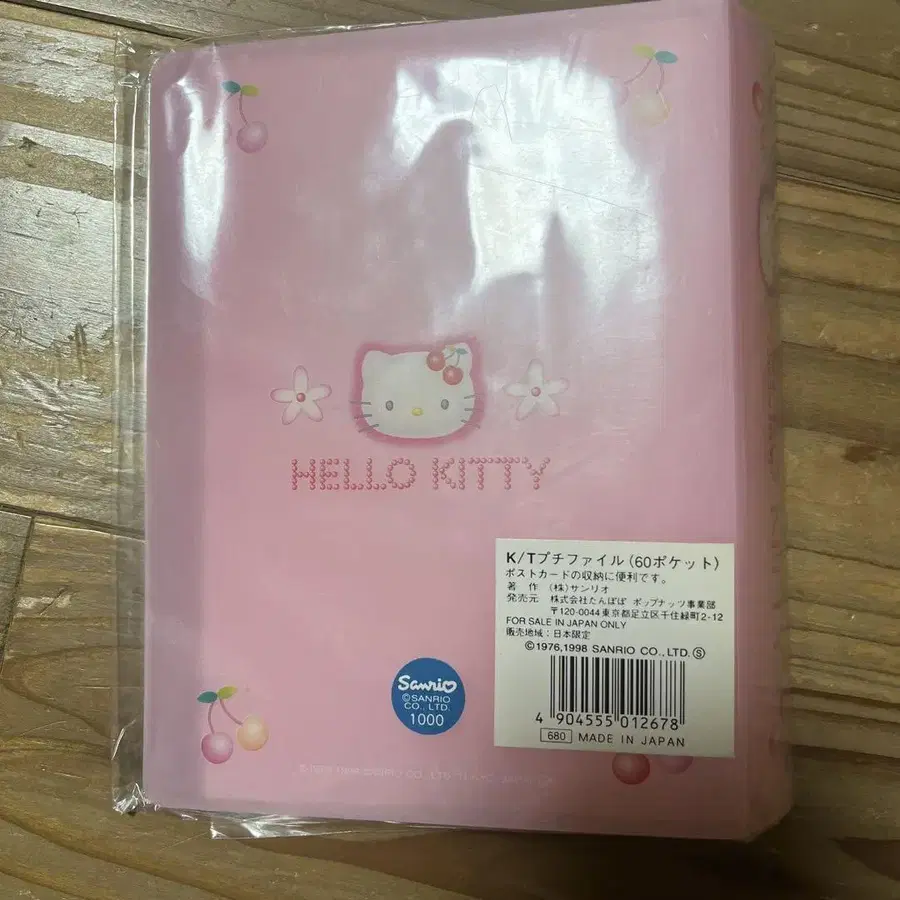 HELLO KITTY
K/Tプチファイル(60ポケット)
ポストカードの収納に便利です。
著 作 (株)サンリオ
発売元 株式会社たんぽぽ ポップナッツ事業部
〒120-0044東京都足立区千住緑町2-12
FOR SALE IN JAPAN ONLY
販売地域:日本限定
©1976,1998 SANRIO CO.,LTD. Ⓢ
4 904555 012678
680 MADE IN JAPAN
Sanrio
©SANRIO
CO., LTD.
1000